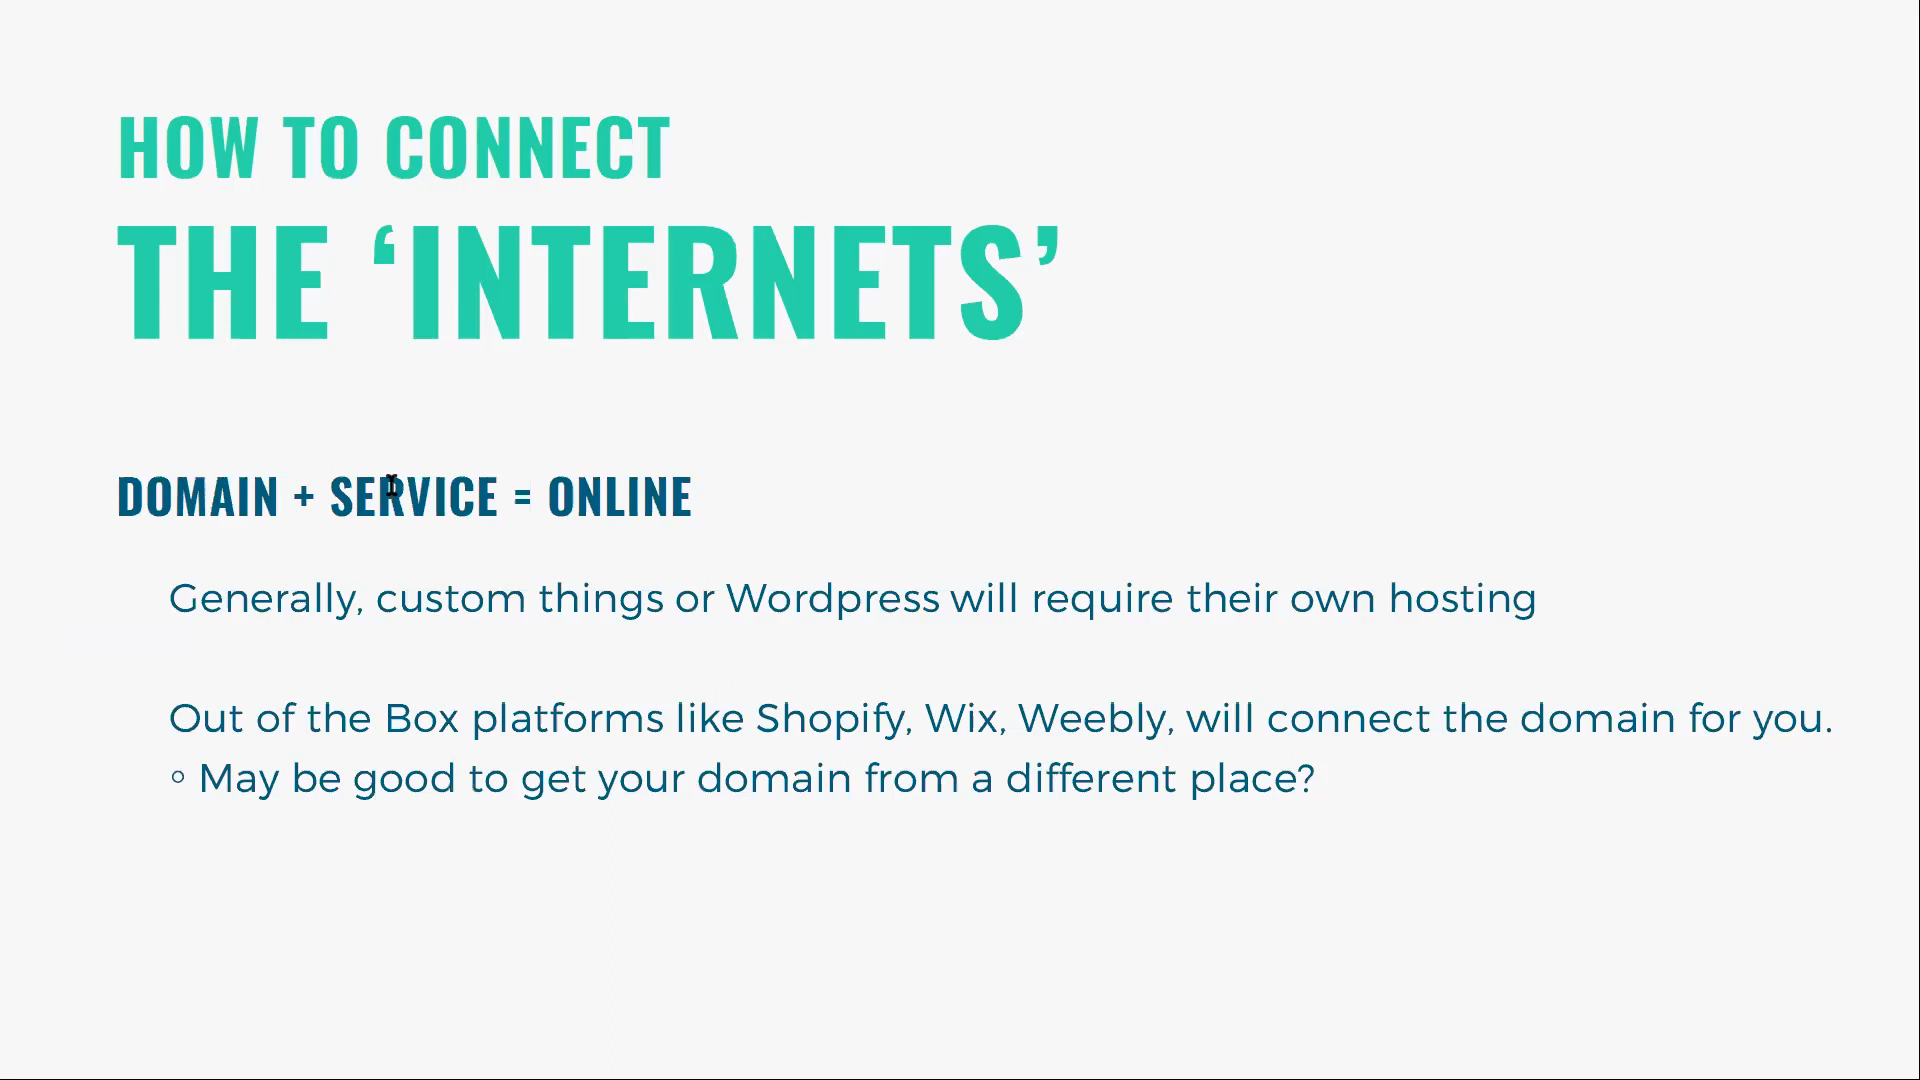 HOW TO CONNECT
THE ‘INTERNETS’
DOMAIN + SERVICE = ONLINE
Generally, custom things or Wordpress will require their own hosting
Out of the Box platforms like Shopify, Wix, Weebly, will connect the domain for you.
◦ May be good to get your domain from a different place?